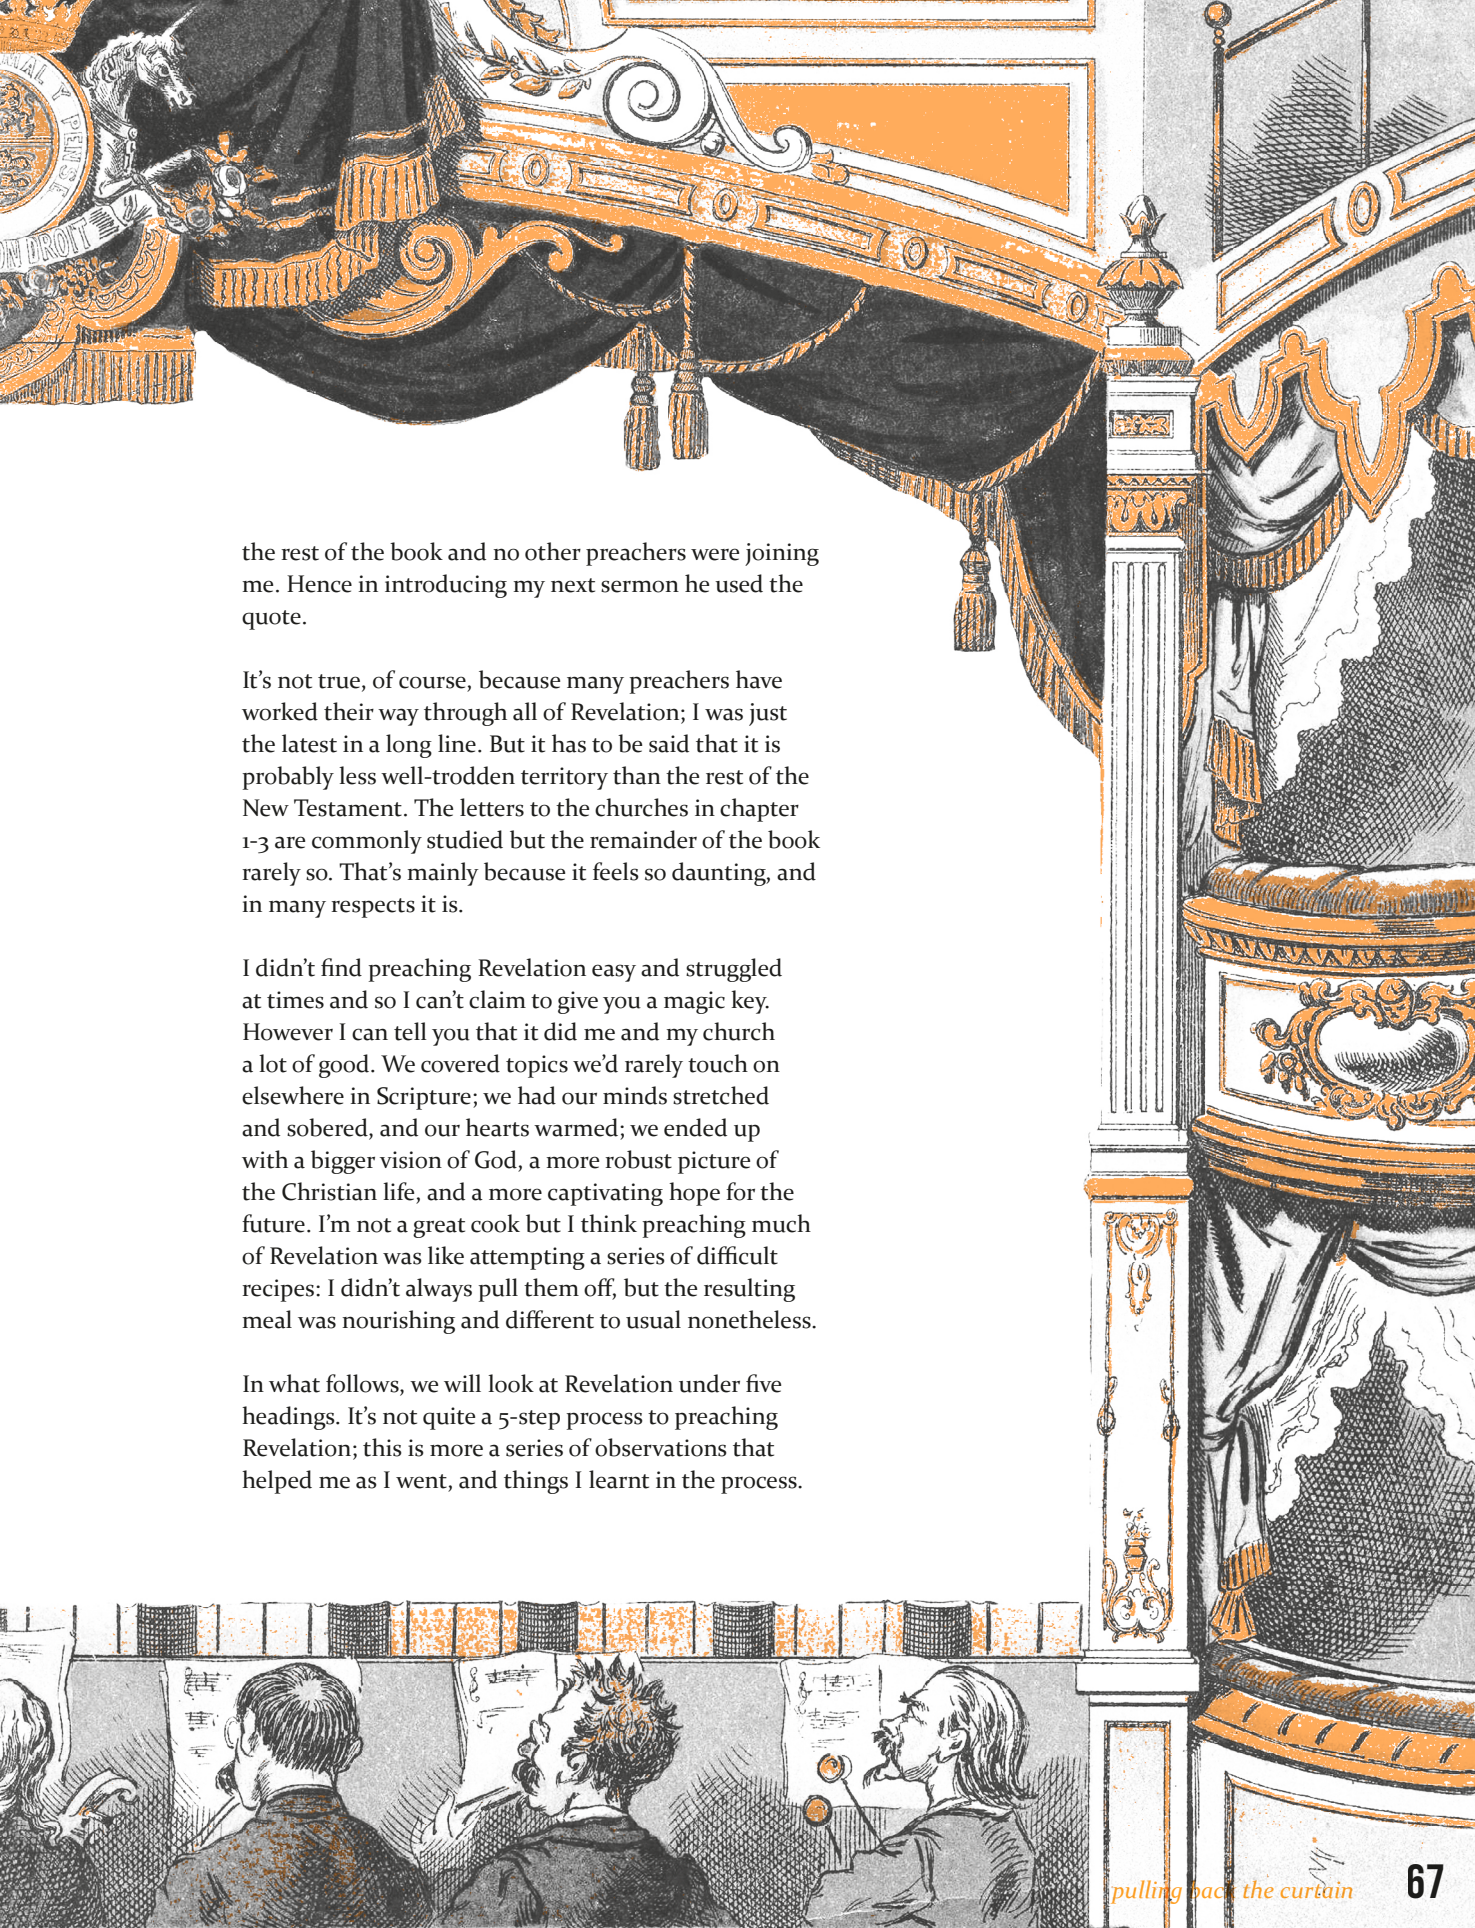 MAL Y PENSE
ON DROIT
the rest of the book and no other preachers were joining
me. Hence in introducing my next sermon he used the
quote.
It’s not true, of course, because many preachers have
worked their way through all of Revelation; I was just
the latest in a long line. But it has to be said that it is
probably less well-trodden territory than the rest of the
New Testament. The letters to the churches in chapter
1-3 are commonly studied but the remainder of the book
rarely so. That’s mainly because it feels so daunting, and
in many respects it is.
I didn’t find preaching Revelation easy and struggled
at times and so I can’t claim to give you a magic key.
However I can tell you that it did me and my church
a lot of good. We covered topics we’d rarely touch on
elsewhere in Scripture; we had our minds stretched
and sobered, and our hearts warmed; we ended up
with a bigger vision of God, a more robust picture of
the Christian life, and a more captivating hope for the
future. I’m not a great cook but I think preaching much
of Revelation was like attempting a series of difficult
recipes: I didn’t always pull them off, but the resulting
meal was nourishing and different to usual nonetheless.
In what follows, we will look at Revelation under five
headings. It’s not quite a 5-step process to preaching
Revelation; this is more a series of observations that
helped me as I went, and things I learnt in the process.
pulling back the curtain 67